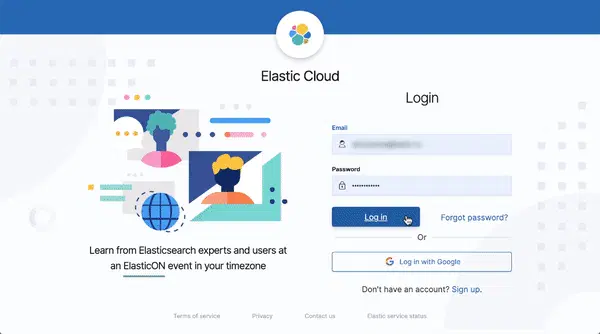 Elastic Cloud
Login
Email
Password
Log in
Forgot password?
Or
Log in with Google
Don't have an account? Sign up.
Learn from Elasticsearch experts and users at
an ElasticON event in your timezone
Terms of service
Privacy
Contact us
Elastic service status